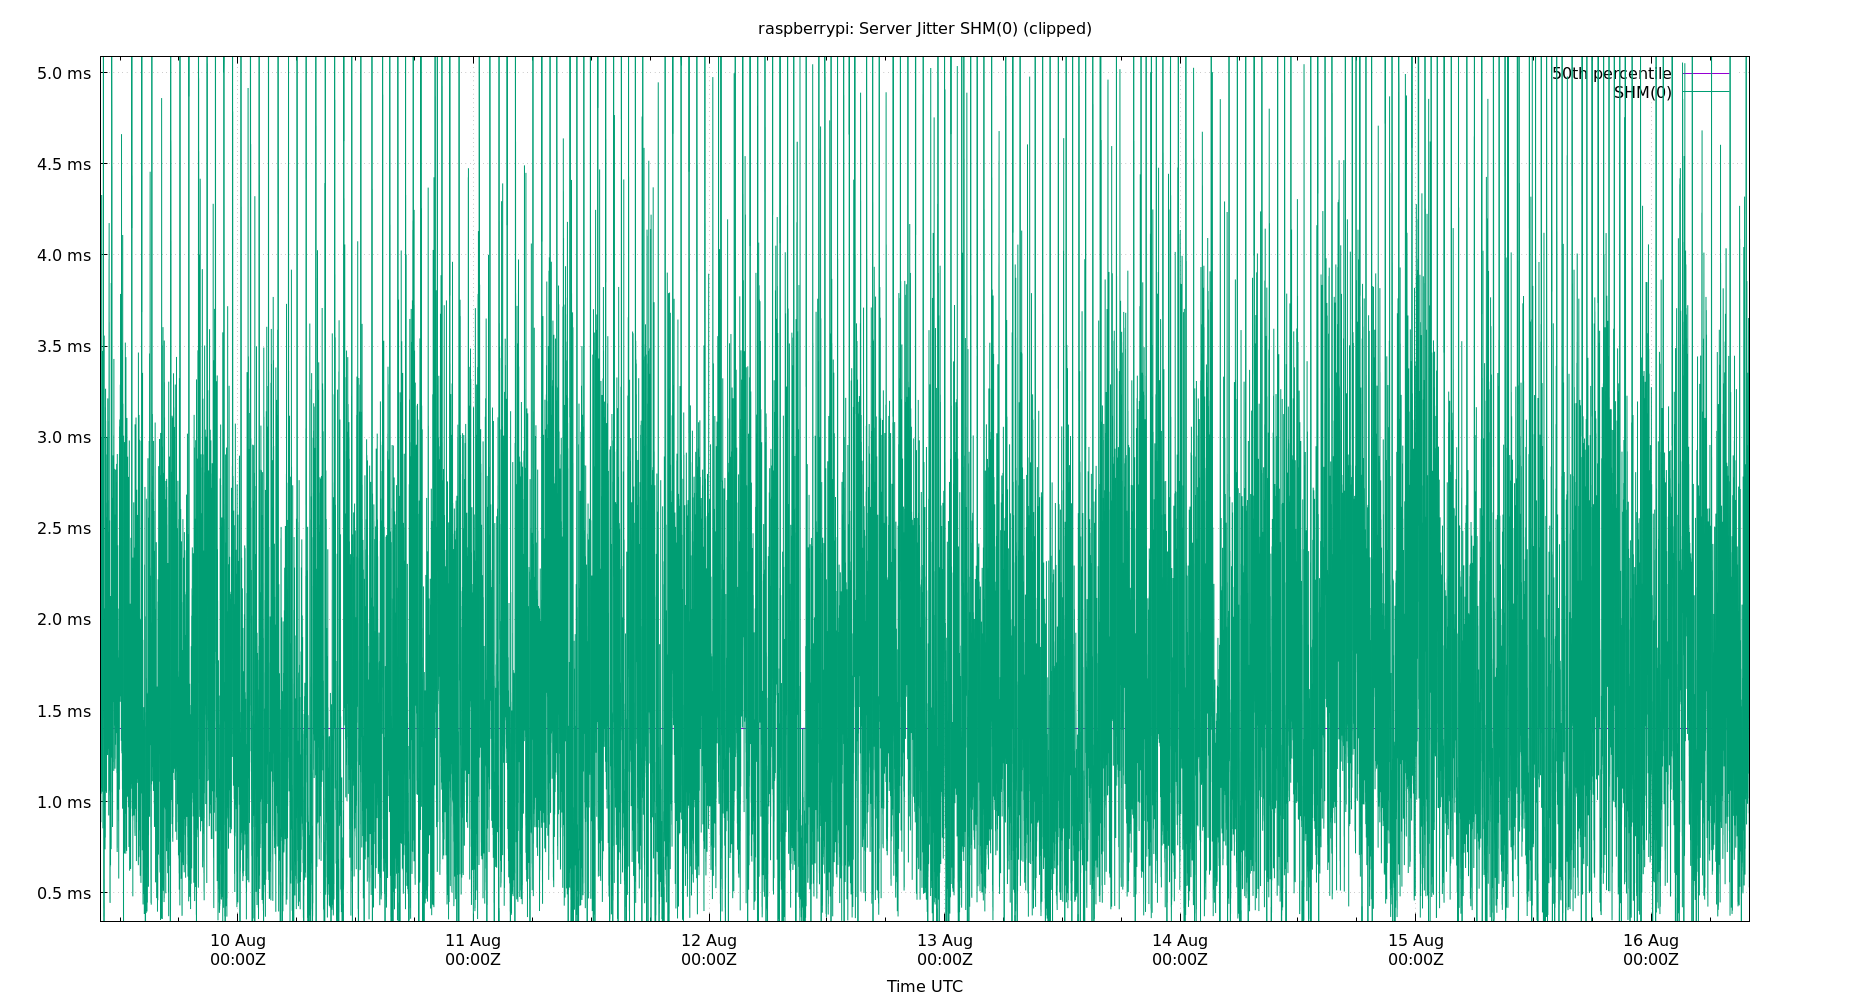 raspberrypi: Server Jitter SHM(0) (clipped)
50th percentile
SHM(0)
5.0 ms
4.5 ms
4.0 ms
3.5 ms
3.0 ms
2.5 ms
2.0 ms
1.5 ms
1.0 ms
0.5 ms
10 Aug 11 Aug 12 Aug 13 Aug 14 Aug 15 Aug 16 Aug
00:00Z 00:00Z 00:00Z 00:00Z 00:00Z 00:00Z 00:00Z
Time UTC